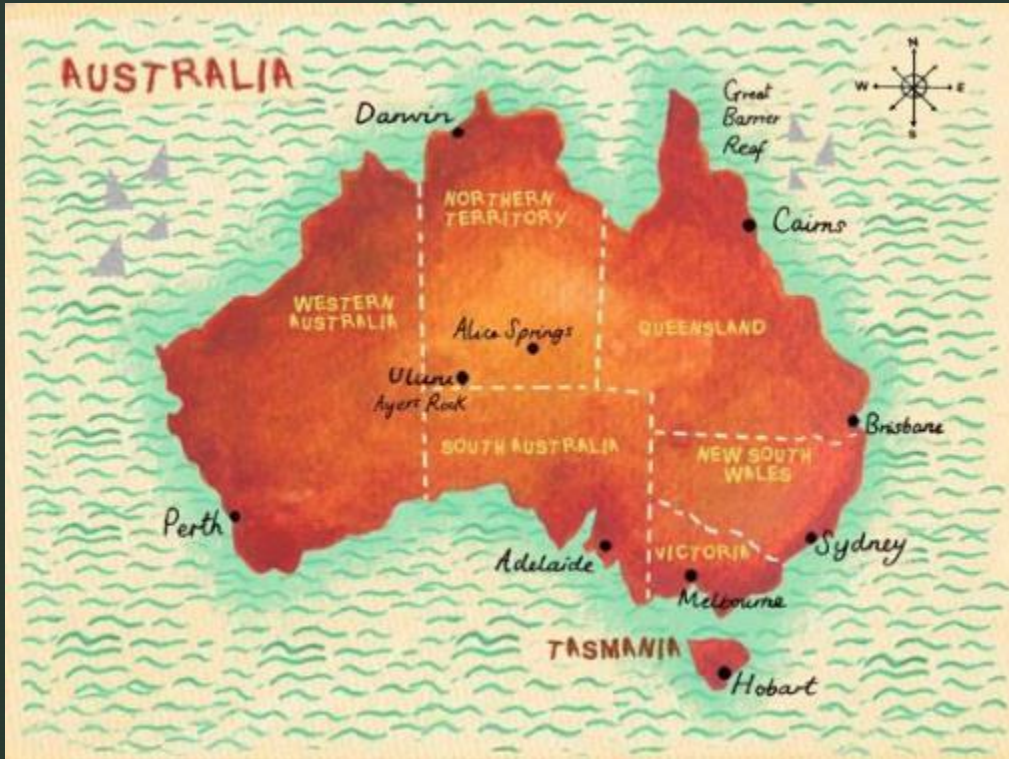 AUSTRALIA
N
W
E
S
Great
Barrier
Reef
Darwin
NORTHERN
TERRITORY
Cairns
WESTERN
AUSTRALIA
Alice Springs
QUEENSLAND
Uluru
Ayers Rock
Brisbane
SOUTH AUSTRALIA
NEW SOUTH
WALES
Perth
Sydney
Adelaide
VICTORIA
Melbourne
TASMANIA
Hobart